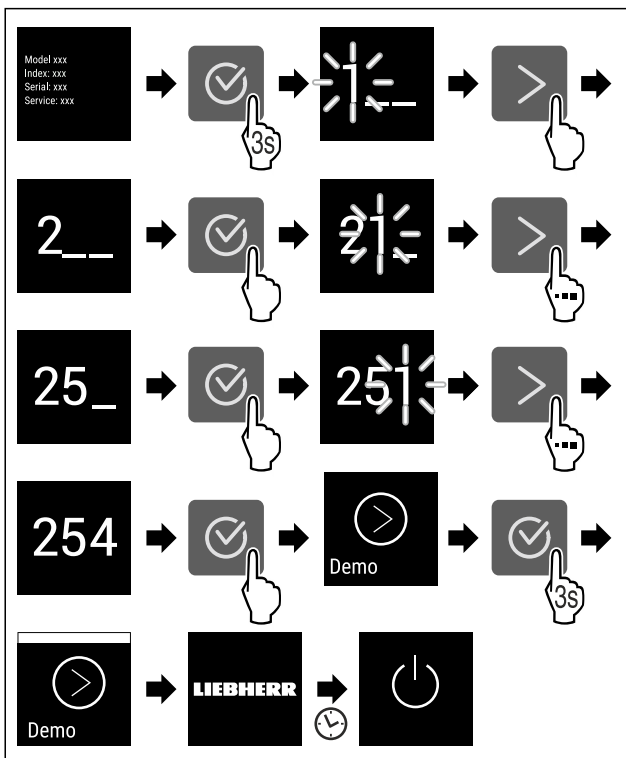 Model xxx
Index: xxx
Serial: xxx
Service: xxx
3s
1__
2__
21_
25_
251
254
Demo
3s
Demo
LIEBHERR